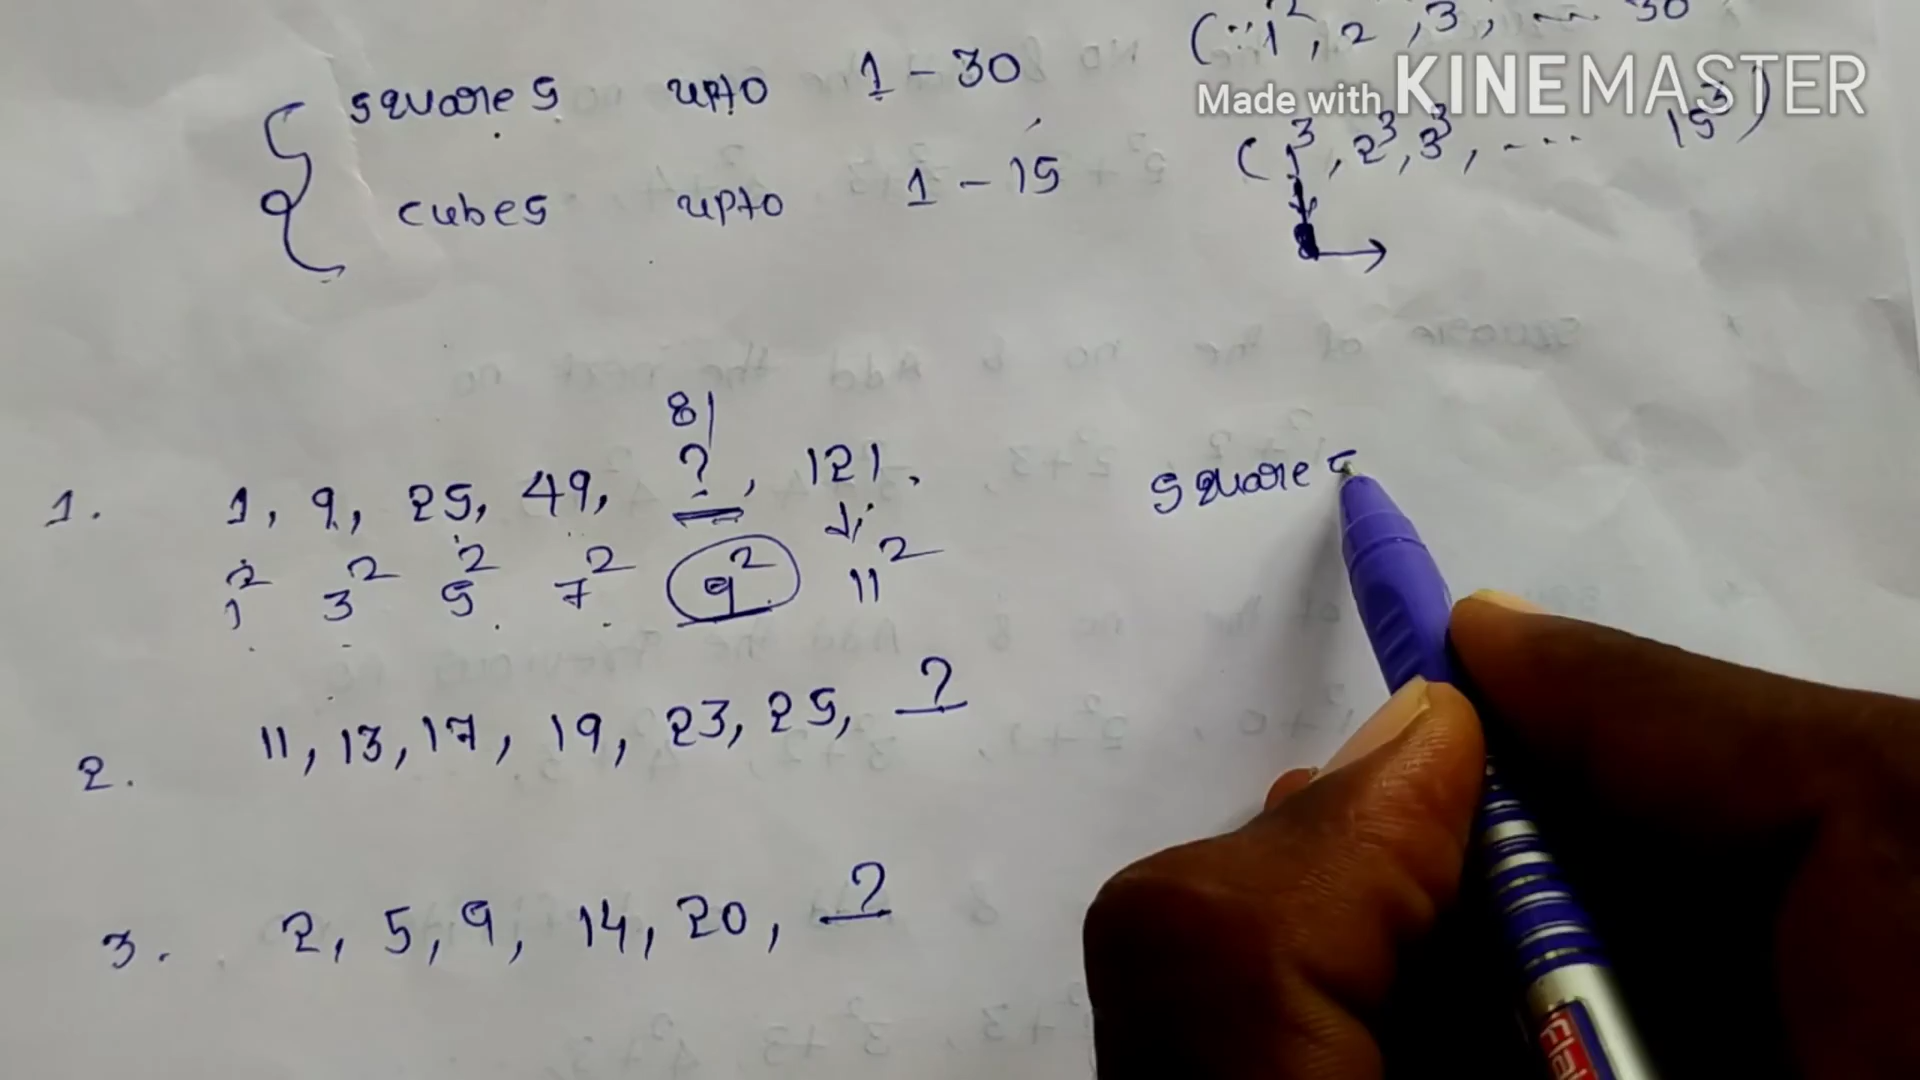 squares upto 1 - 30 (∵1², 2, 3, --- 30
Made with KINEMASTER
cubes upto 1 - 15 (1³, 2³, 3³, --- 15³)
81
1. 1, 9, 25, 49, ?, 121. squares
1² 3² 5² 7² 9² 11²
2. 11, 13, 17, 19, 23, 25, ?
3. 2, 5, 9, 14, 20, ?